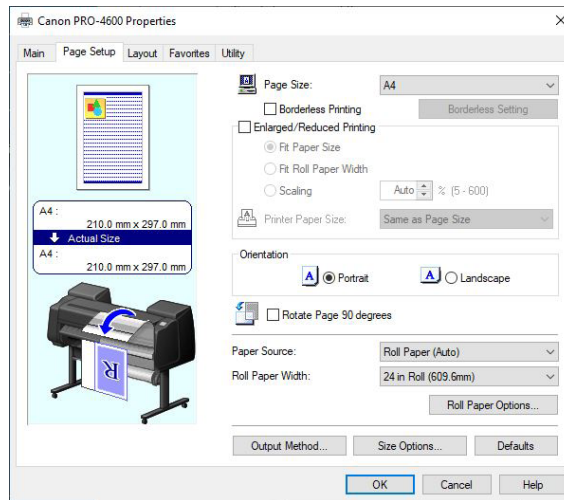 Canon PRO-4600 Properties
Main Page Setup Layout Favorites Utility
Page Size: A4
Borderless Printing Borderless Setting
Enlarged/Reduced Printing
Fit Paper Size
Fit Roll Paper Width
Scaling Auto % (5 - 600)
Printer Paper Size: Same as Page Size
A4 :
210.0 mm x 297.0 mm
Actual Size
A4 :
210.0 mm x 297.0 mm
Orientation
A Portrait A Landscape
Rotate Page 90 degrees
R
Paper Source: Roll Paper (Auto)
Roll Paper Width: 24 in Roll (609.6mm)
Roll Paper Options...
Output Method... Size Options... Defaults
OK Cancel Help